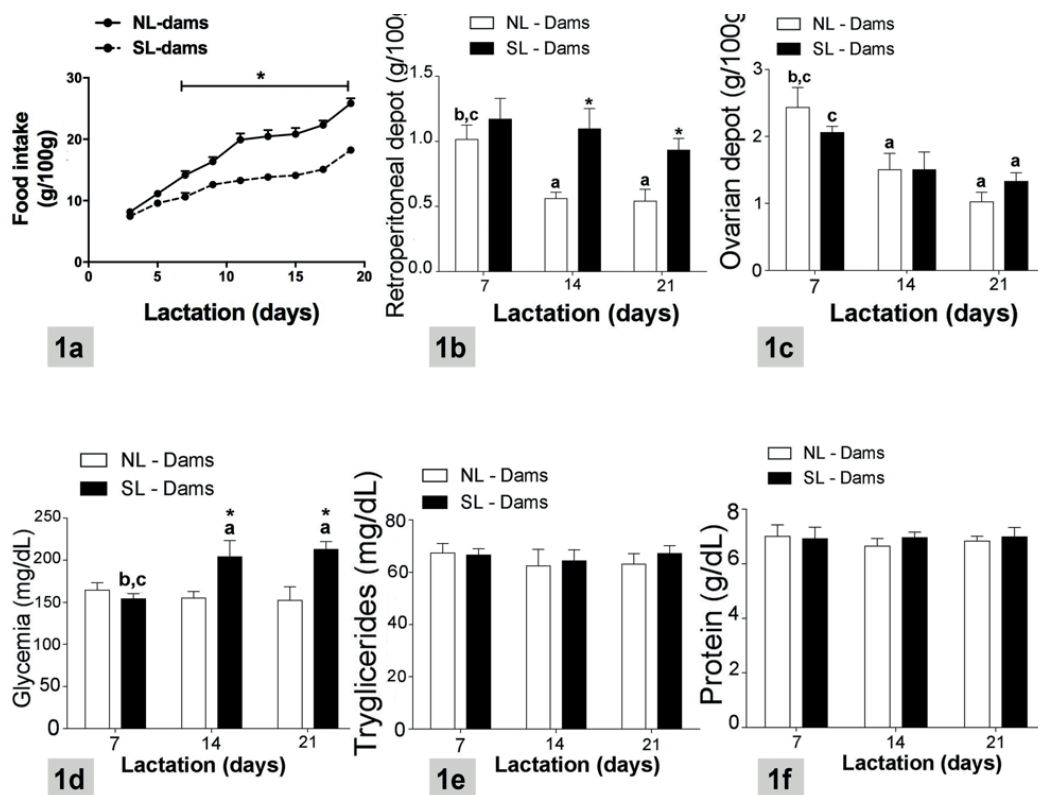 NL-dams
SL-dams
*
Food intake
(g/100g)
30
20
10
0
0 5 10 15 20
Lactation (days)
1a
NL - Dams
SL - Dams
Retroperitoneal depot (g/100g)
1.5
1.0
0.5
0.0
b,c
a
*
a
*
7 14 21
Lactation (days)
1b
NL - Dams
SL - Dams
Ovarian depot (g/100g
3
2
1
0
b,c
c
a
a
a
7 14 21
Lactation (days)
1c
NL - Dams
SL - Dams
Glycemia (mg/dL)
250
200
150
100
50
0
b,c
*
a
*
a
7 14 21
Lactation (days)
1d
NL - Dams
SL - Dams
Tryglicerides (mg/dL)
80
60
40
20
0
7 14 21
Lactation (days)
1e
NL - Dams
SL - Dams
Protein (g/dL)
8
6
4
2
0
7 14 21
Lactation (days)
1f